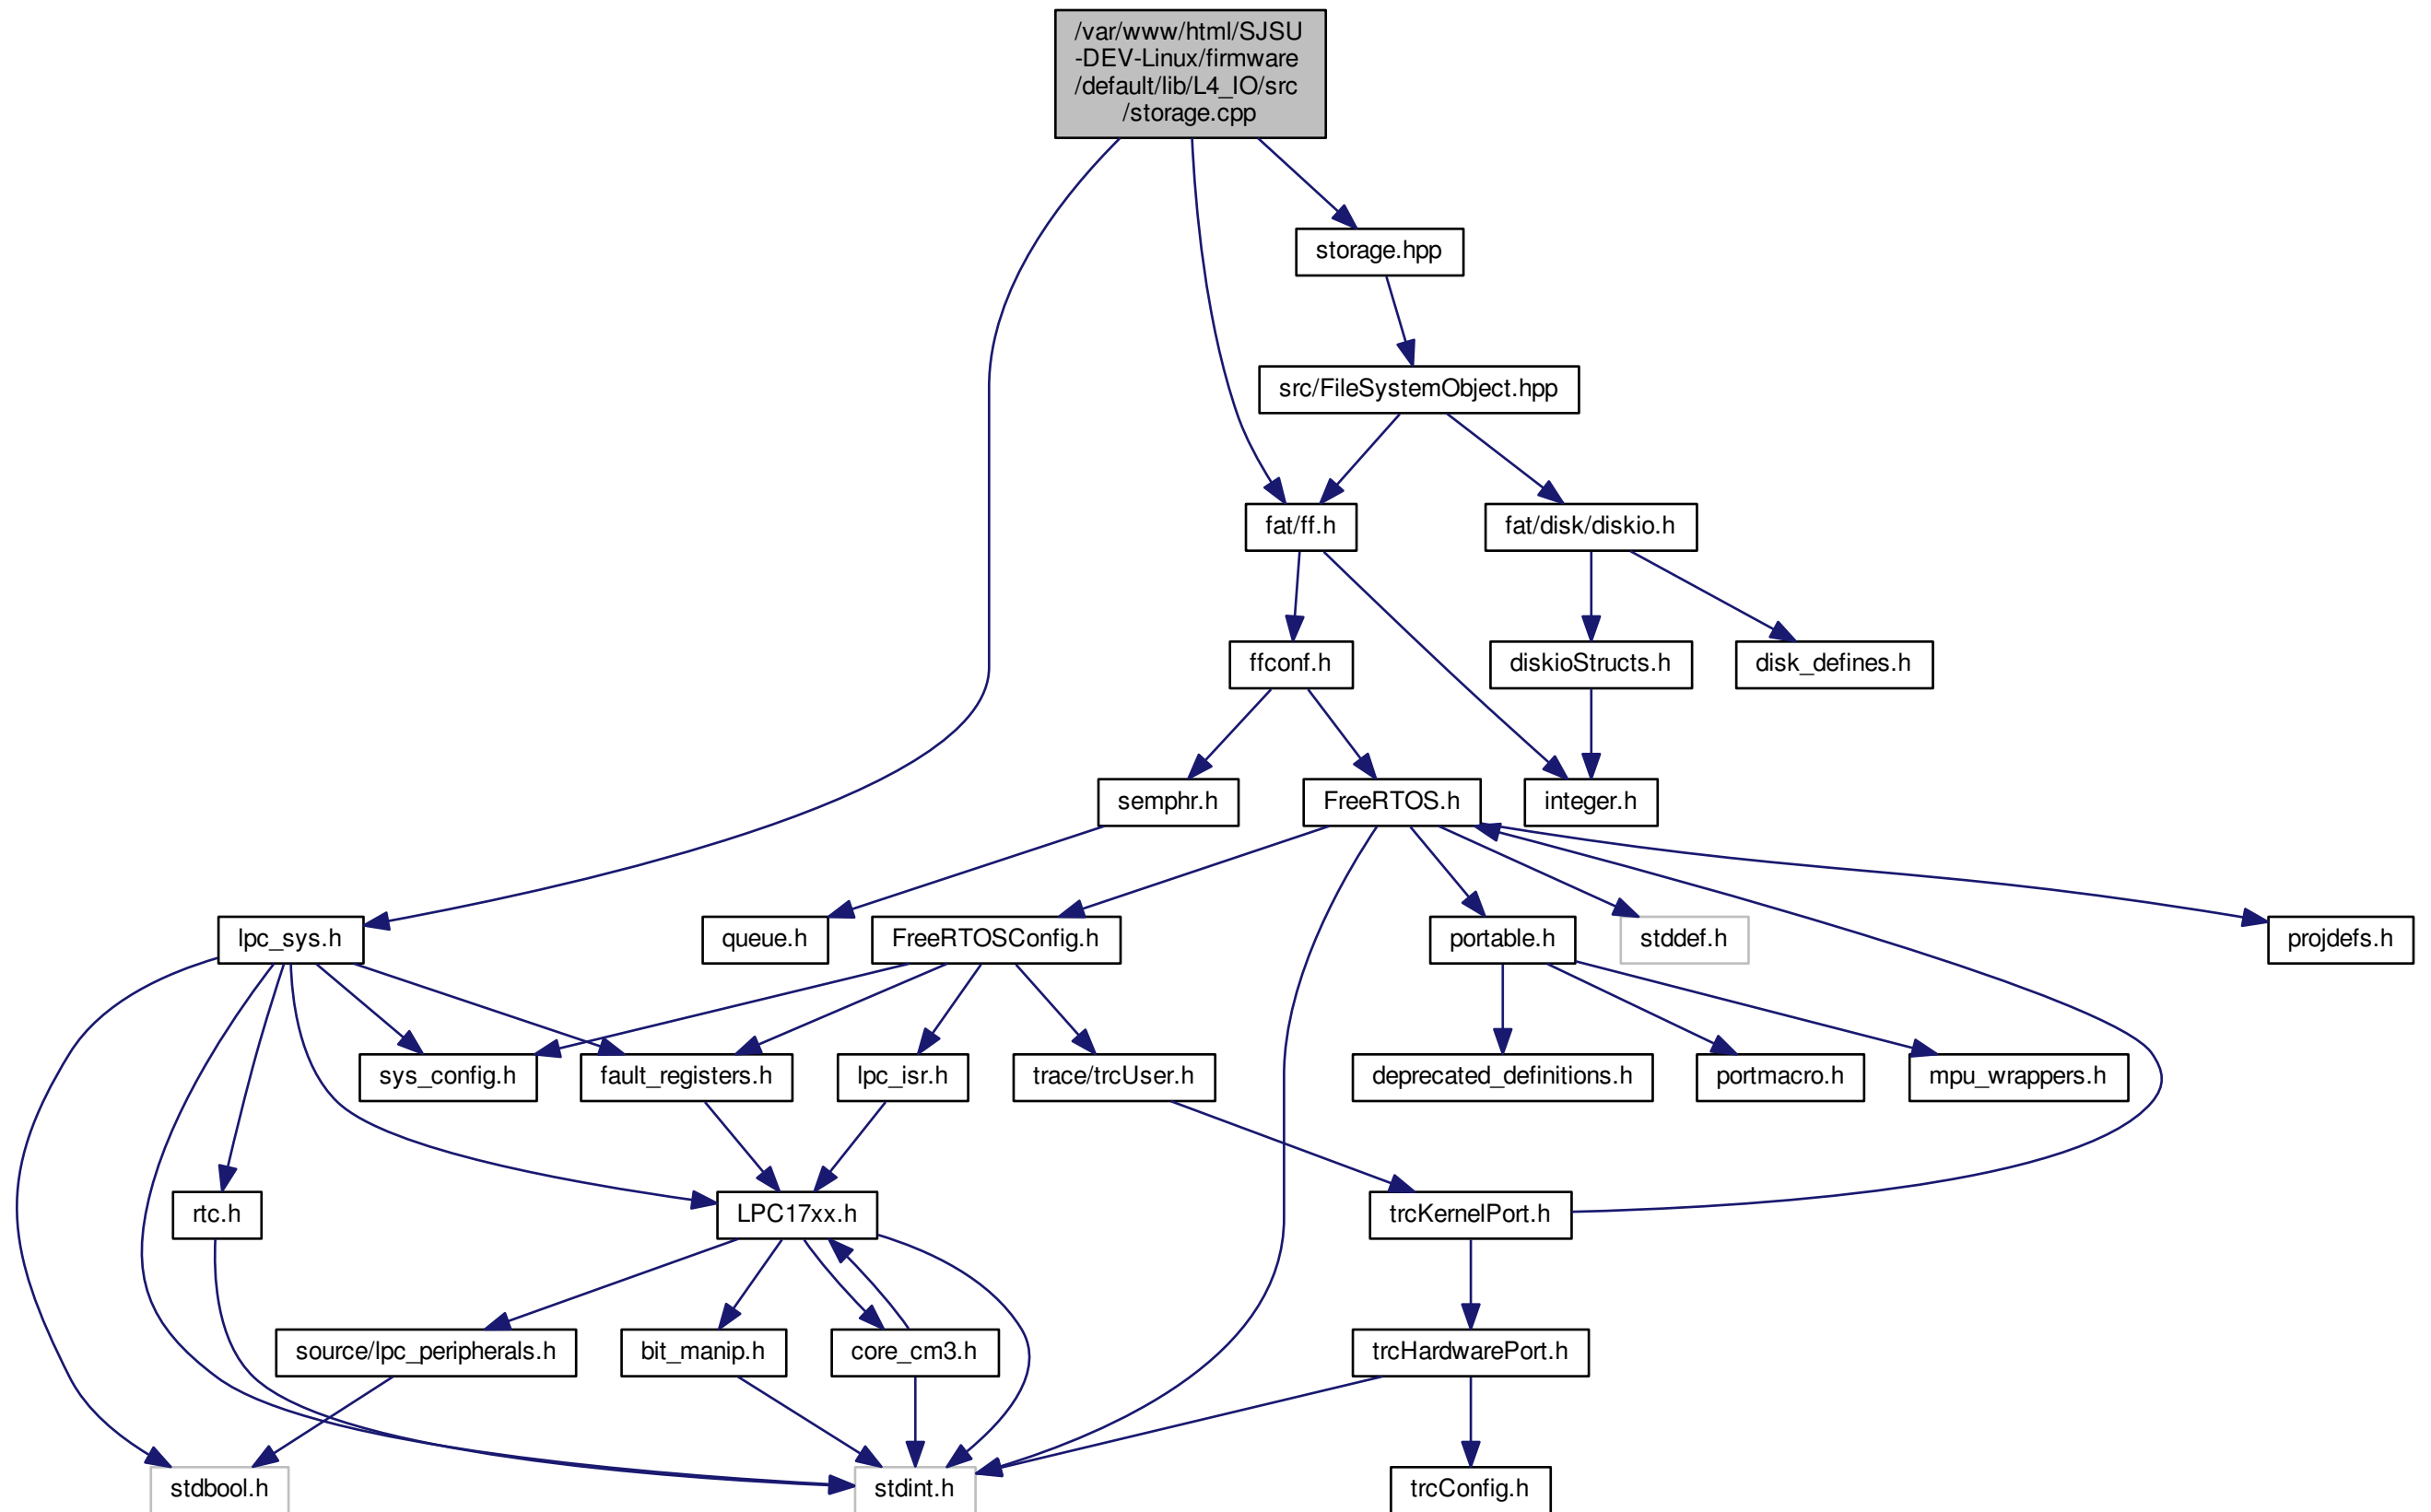 /var/www/html/SJSU
-DEV-Linux/firmware
/default/lib/L4_IO/src
/storage.cpp
storage.hpp
src/FileSystemObject.hpp
fat/ff.h
fat/disk/diskio.h
ffconf.h
diskioStructs.h
disk_defines.h
semphr.h
FreeRTOS.h
integer.h
lpc_sys.h
queue.h
FreeRTOSConfig.h
portable.h
stddef.h
projdefs.h
sys_config.h
fault_registers.h
lpc_isr.h
trace/trcUser.h
deprecated_definitions.h
portmacro.h
mpu_wrappers.h
rtc.h
LPC17xx.h
trcKernelPort.h
source/lpc_peripherals.h
bit_manip.h
core_cm3.h
trcHardwarePort.h
stdbool.h
stdint.h
trcConfig.h